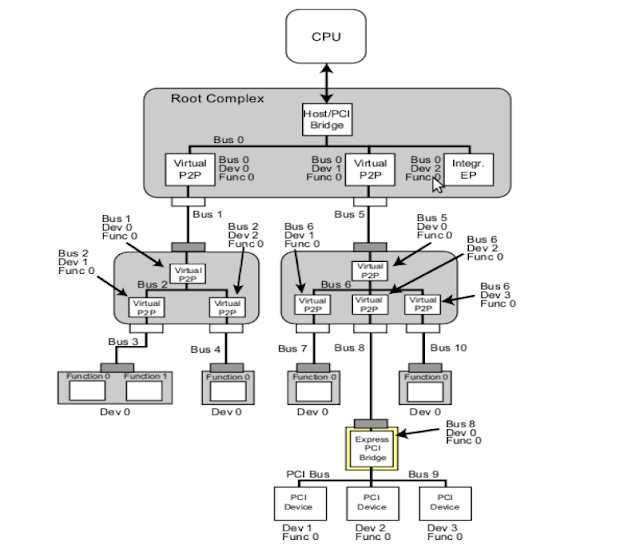 CPU
Root Complex
Host/PCI
Bridge
Bus 0
Virtual
P2P
Bus 0
Dev 0
Func 0
Bus 0
Dev 1
Func 0
Virtual
P2P
Bus 0
Dev 2
Func 0
Integr.
EP
Bus 1
Bus 5
Bus 1
Dev 0
Func 0
Bus 2
Dev 2
Func 0
Bus 6
Dev 1
Func 0
Bus 5
Dev 0
Func 0
Bus 6
Dev 2
Func 0
Bus 2
Dev 1
Func 0
Virtual
P2P
Bus 2
Virtual
P2P
Virtual
P2P
Virtual
P2P
Bus 6
Virtual
P2P
Virtual
P2P
Virtual
P2P
Bus 6
Dev 3
Func 0
Bus 3
Bus 4
Bus 7
Bus 8
Bus 10
Function 0
Function 1
Dev 0
Function 0
Dev 0
Function 0
Dev 0
Function 0
Dev 0
Express
PCI
Bridge
Bus 8
Dev 0
Func 0
PCI Bus
Bus 9
PCI
Device
PCI
Device
PCI
Device
Dev 1
Func 0
Dev 2
Func 0
Dev 3
Func 0